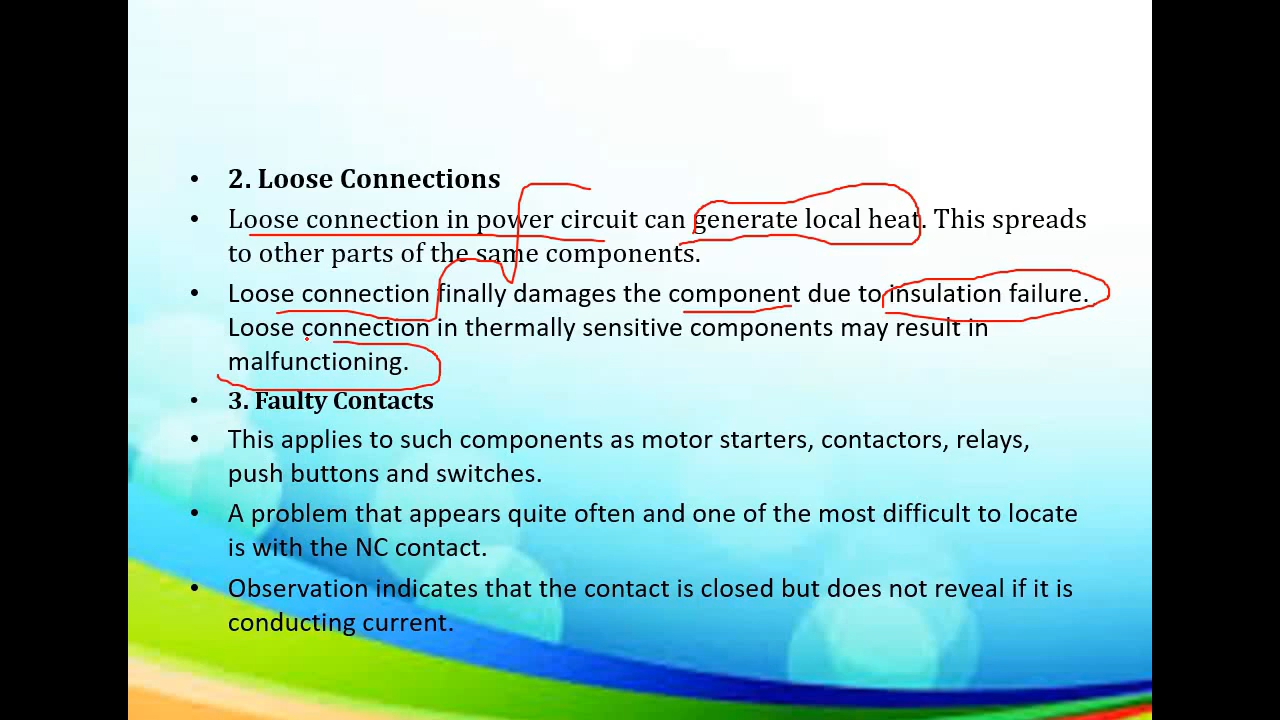 • 2. Loose Connections
• Loose connection in power circuit can generate local heat. This spreads
to other parts of the same components.
• Loose connection finally damages the component due to insulation failure.
Loose connection in thermally sensitive components may result in
malfunctioning.
• 3. Faulty Contacts
• This applies to such components as motor starters, contactors, relays,
push buttons and switches.
• A problem that appears quite often and one of the most difficult to locate
is with the NC contact.
• Observation indicates that the contact is closed but does not reveal if it is
conducting current.